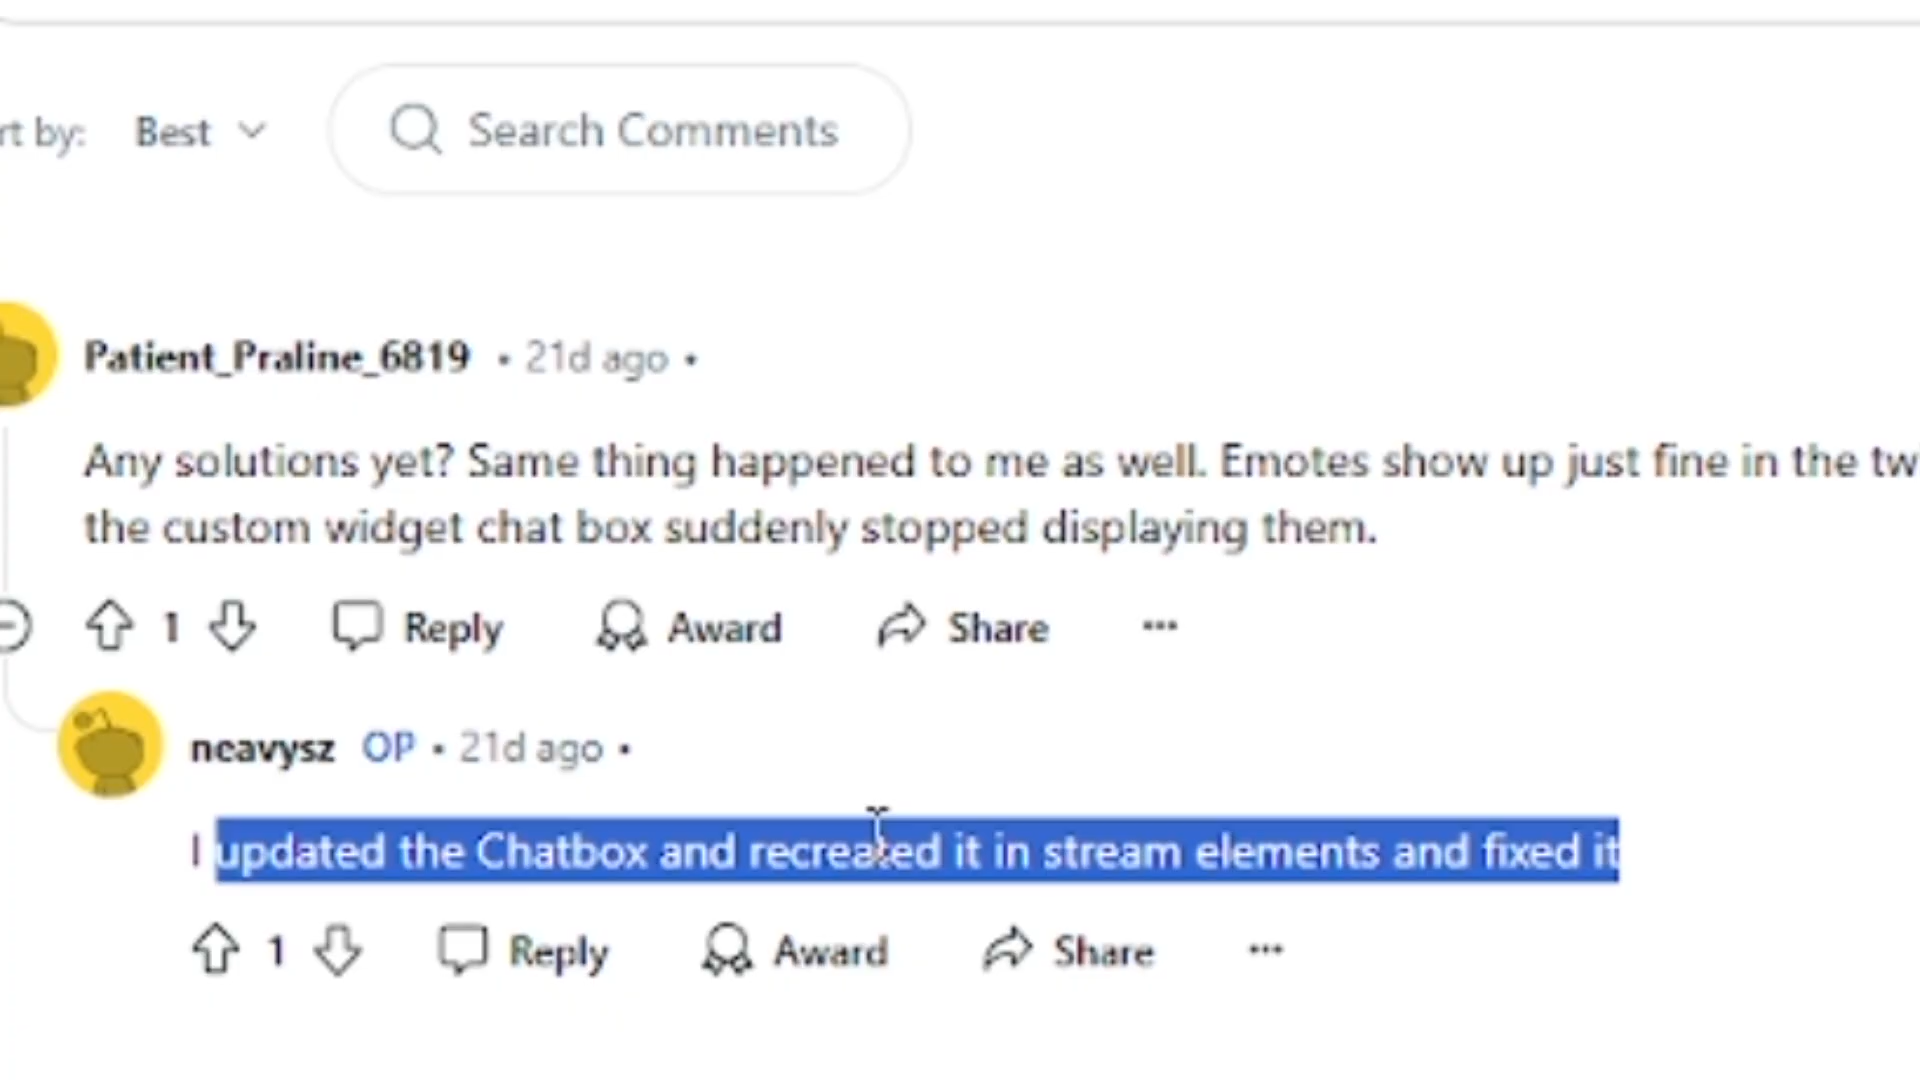 rt by: Best Search Comments
Patient_Praline_6819 • 21d ago •
Any solutions yet? Same thing happened to me as well. Emotes show up just fine in the tw
the custom widget chat box suddenly stopped displaying them.
1 Reply Award Share ...
neavysz OP • 21d ago •
I updated the Chatbox and recreated it in stream elements and fixed it
1 Reply Award Share ...